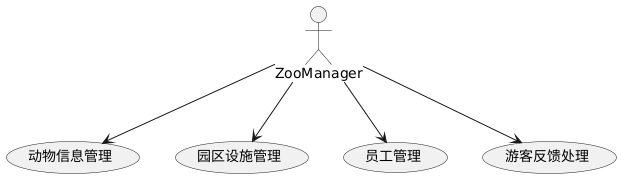 ZooManager
动物信息管理
园区设施管理
员工管理
游客反馈处理